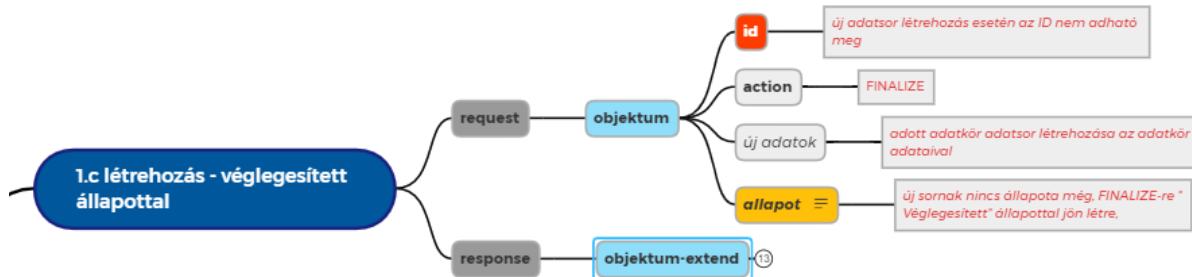 1.c létrehozás - véglegesített
állapottal
request
objektum
id
új adatsor létrehozás esetén az ID nem adható
meg
action
FINALIZE
új adatok
adott adatkör adatsor létrehozása az adatkör
adataival
allapot
új sornak nincs állapota még, FINALIZE-re "
Véglegesített" állapottal jön létre,
response
objektum-extend
13